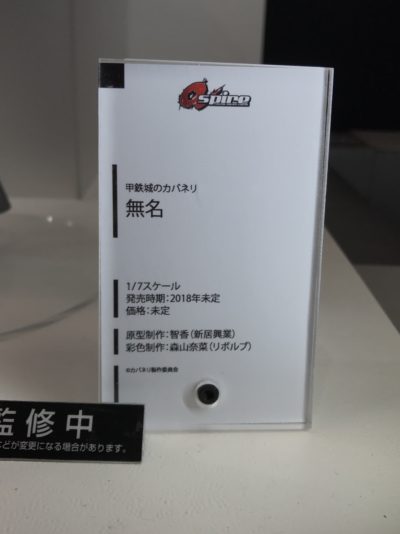 Qspire
甲鉄城のカバネリ
無名
1/7スケール
発売時期:2018年未定
価格:未定
原型制作:智香(新居興業)
彩色制作:森山奈菜(リボルブ)
©カバネリ製作委員会
監修中
などが変更になる場合があります。